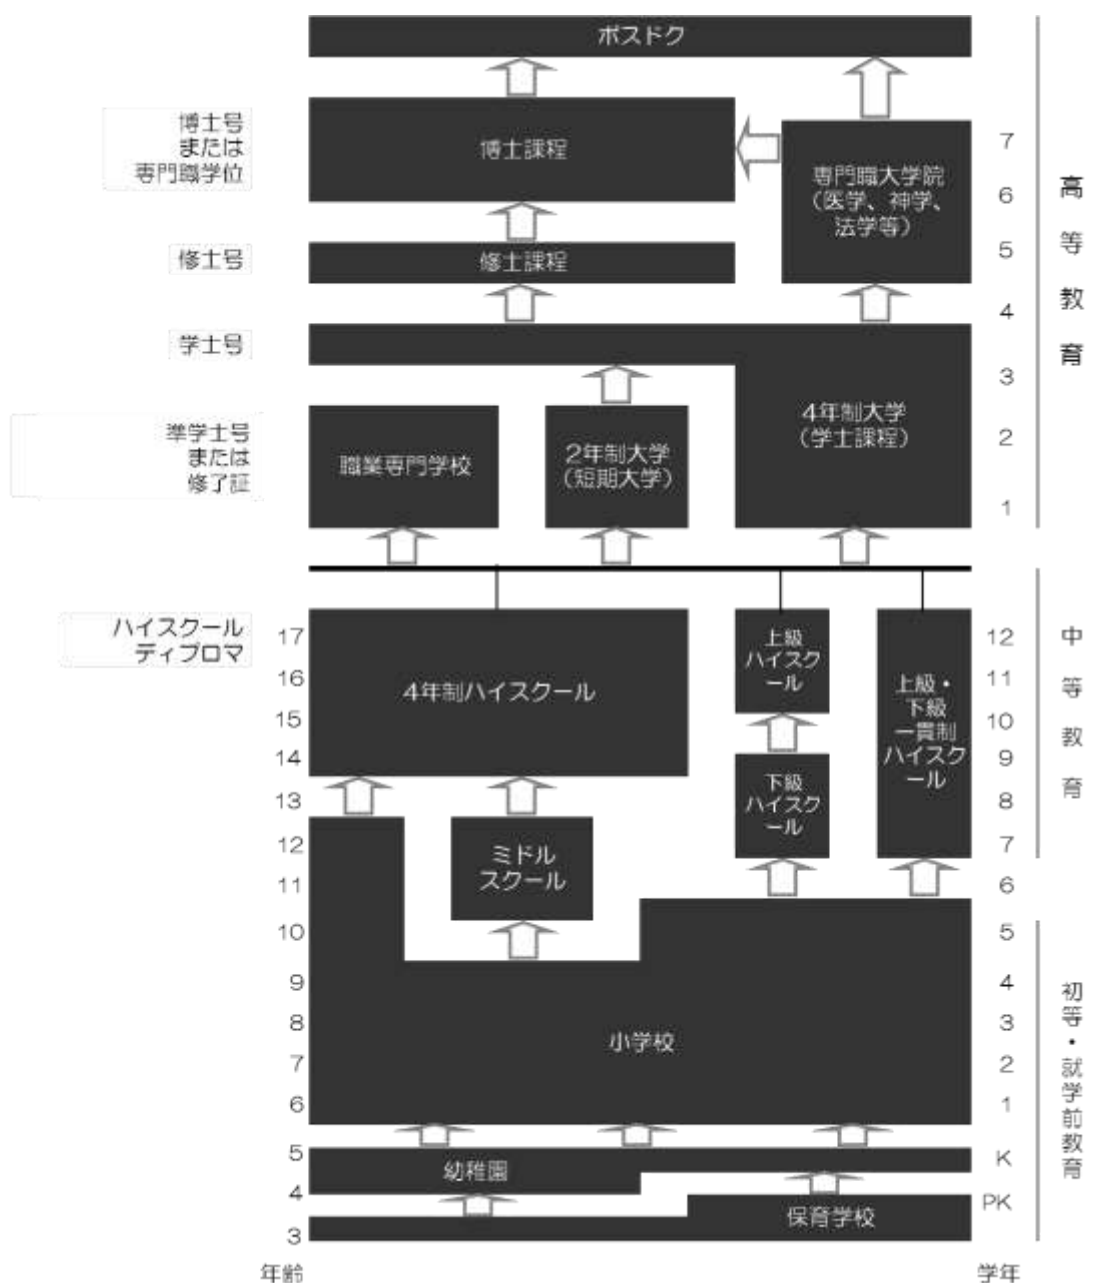 ポスドク
博士号
または
専門職学位
博士課程
専門職大学院
（医学、神学、
法学等）
7
6
5
修士号
修士課程
4
学士号
3
準学士号
または
修了証
職業専門学校
2年制大学
（短期大学）
4年制大学
（学士課程）
2
1
高等教育
ハイスクール
ディプロマ
17
16
15
14
13
12
11
10
9
8
7
6
5
4
3
年齢
4年制ハイスクール
ミドル
スクール
上級
ハイスク
ール
下級
ハイスク
ール
上級・
下級
一貫制
ハイスク
ール
小学校
幼稚園
保育学校
12
11
10
9
8
7
6
5
4
3
2
1
K
PK
学年
中等教育
初等・就学前教育